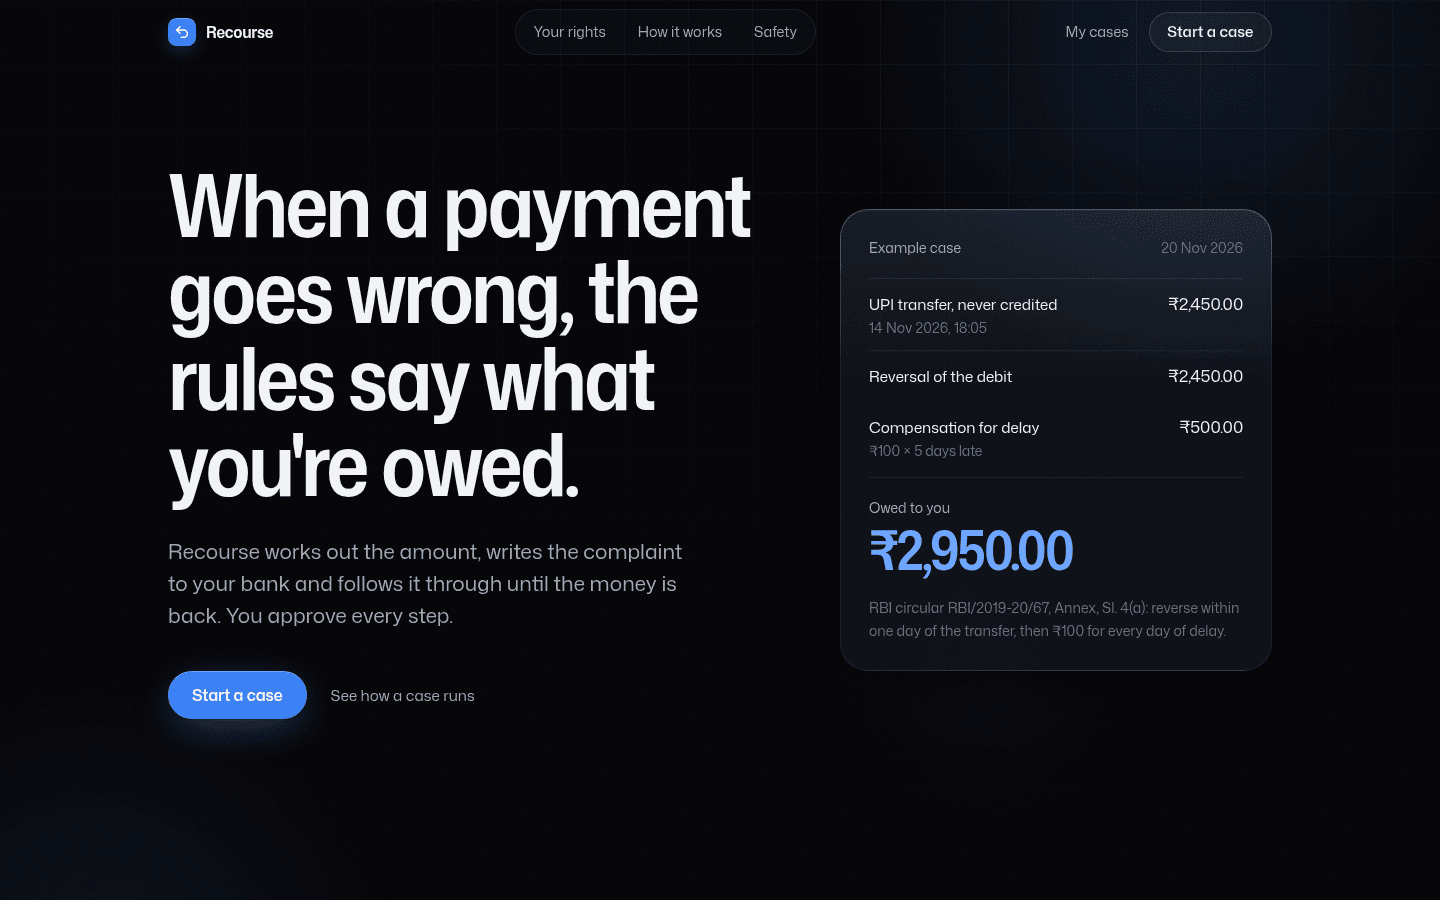 Recourse
Your rights
How it works
Safety
My cases
Start a case
When a payment
goes wrong, the
rules say what
you're owed.
Recourse works out the amount, writes the complaint
to your bank and follows it through until the money is
back. You approve every step.
Start a case
See how a case runs
Example case
20 Nov 2026
UPI transfer, never credited
₹2,450.00
14 Nov 2026, 18:05
Reversal of the debit
₹2,450.00
Compensation for delay
₹500.00
₹100 × 5 days late
Owed to you
₹2,950.00
RBI circular RBI/2019-20/67, Annex, Sl. 4(a): reverse within
one day of the transfer, then ₹100 for every day of delay.